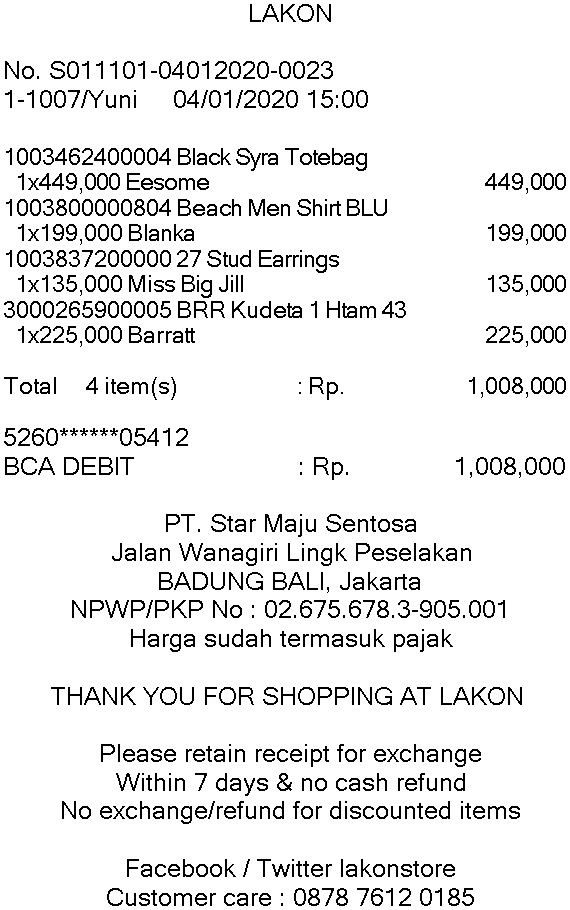 LAKON
No. S011101-04012020-0023
1-1007/Yuni 04/01/2020 15:00
1003462400004 Black Syra Totebag
1x449,000 Eesome 449,000
1003800000804 Beach Men Shirt BLU
1x199,000 Blanka 199,000
1003837200000 27 Stud Earrings
1x135,000 Miss Big Jill 135,000
3000265900005 BRR Kudeta 1 Htam 43
1x225,000 Barratt 225,000
Total 4 item(s) : Rp. 1,008,000
5260******05412
BCA DEBIT : Rp. 1,008,000
PT. Star Maju Sentosa
Jalan Wanagiri Lingk Peselakan
BADUNG BALI, Jakarta
NPWP/PKP No : 02.675.678.3-905.001
Harga sudah termasuk pajak
THANK YOU FOR SHOPPING AT LAKON
Please retain receipt for exchange
Within 7 days & no cash refund
No exchange/refund for discounted items
Facebook / Twitter lakonstore
Customer care : 0878 7612 0185